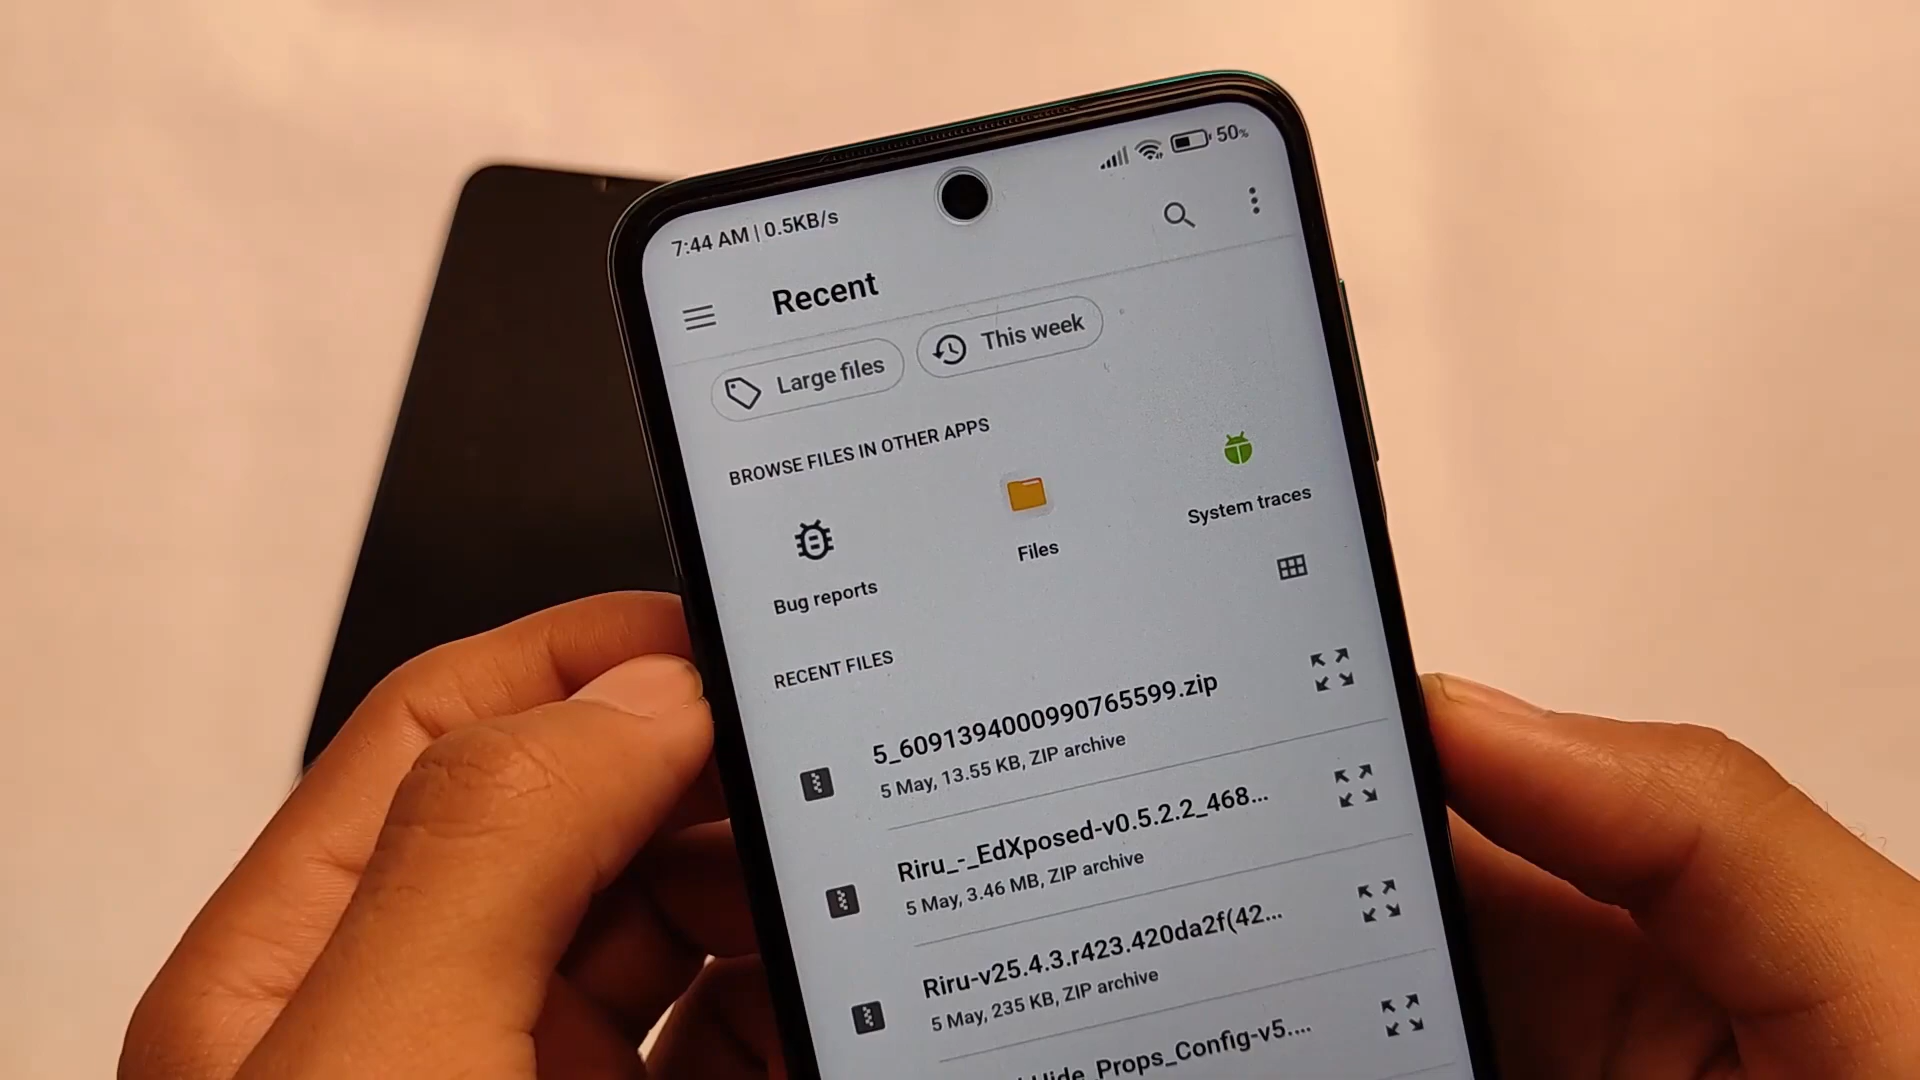 7:44 AM | 0.5KB/s
50%
Recent
Large files
This week
BROWSE FILES IN OTHER APPS
Bug reports
Files
System traces
RECENT FILES
5_6091394000990765599.zip
5 May, 13.55 KB, ZIP archive
Riru_-_EdXposed-v0.5.2.2_468...
5 May, 3.46 MB, ZIP archive
Riru-v25.4.3.r423.420da2f(42...
5 May, 235 KB, ZIP archive
Hide_Props_Config-v5....